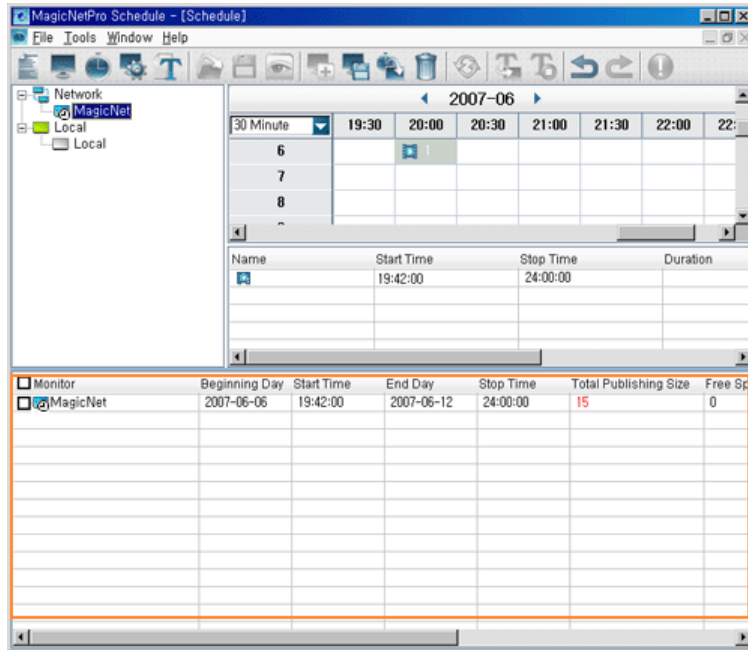 MagicNetPro Schedule - [Schedule]
File Tools Window Help
Network
MagicNet
Local
Local
2007-06
30 Minute 19:30 20:00 20:30 21:00 21:30 22:00 22:
6 1
7
8
Name Start Time Stop Time Duration
19:42:00 24:00:00
Monitor Beginning Day Start Time End Day Stop Time Total Publishing Size Free Sp
MagicNet 2007-06-06 19:42:00 2007-06-12 24:00:00 15 0